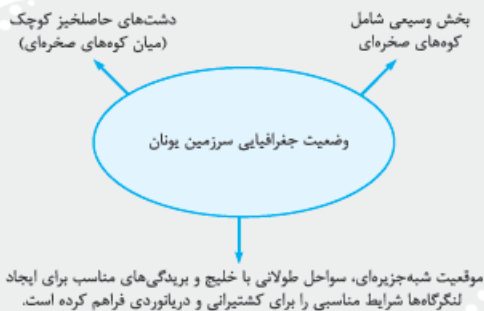 بخش وسیعی شامل
کوه‌های صخره‌ای
دشت‌های حاصلخیز کوچک
(میان کوه‌های صخره‌ای)
وضعیت جغرافیایی سرزمین یونان
موقعیت شبه‌جزیره‌ای، سواحل طولانی با خلیج و بریدگی‌های مناسب برای ایجاد
لنگرگاه‌ها شرایط مناسبی را برای کشتیرانی و دریانوردی فراهم کرده است.